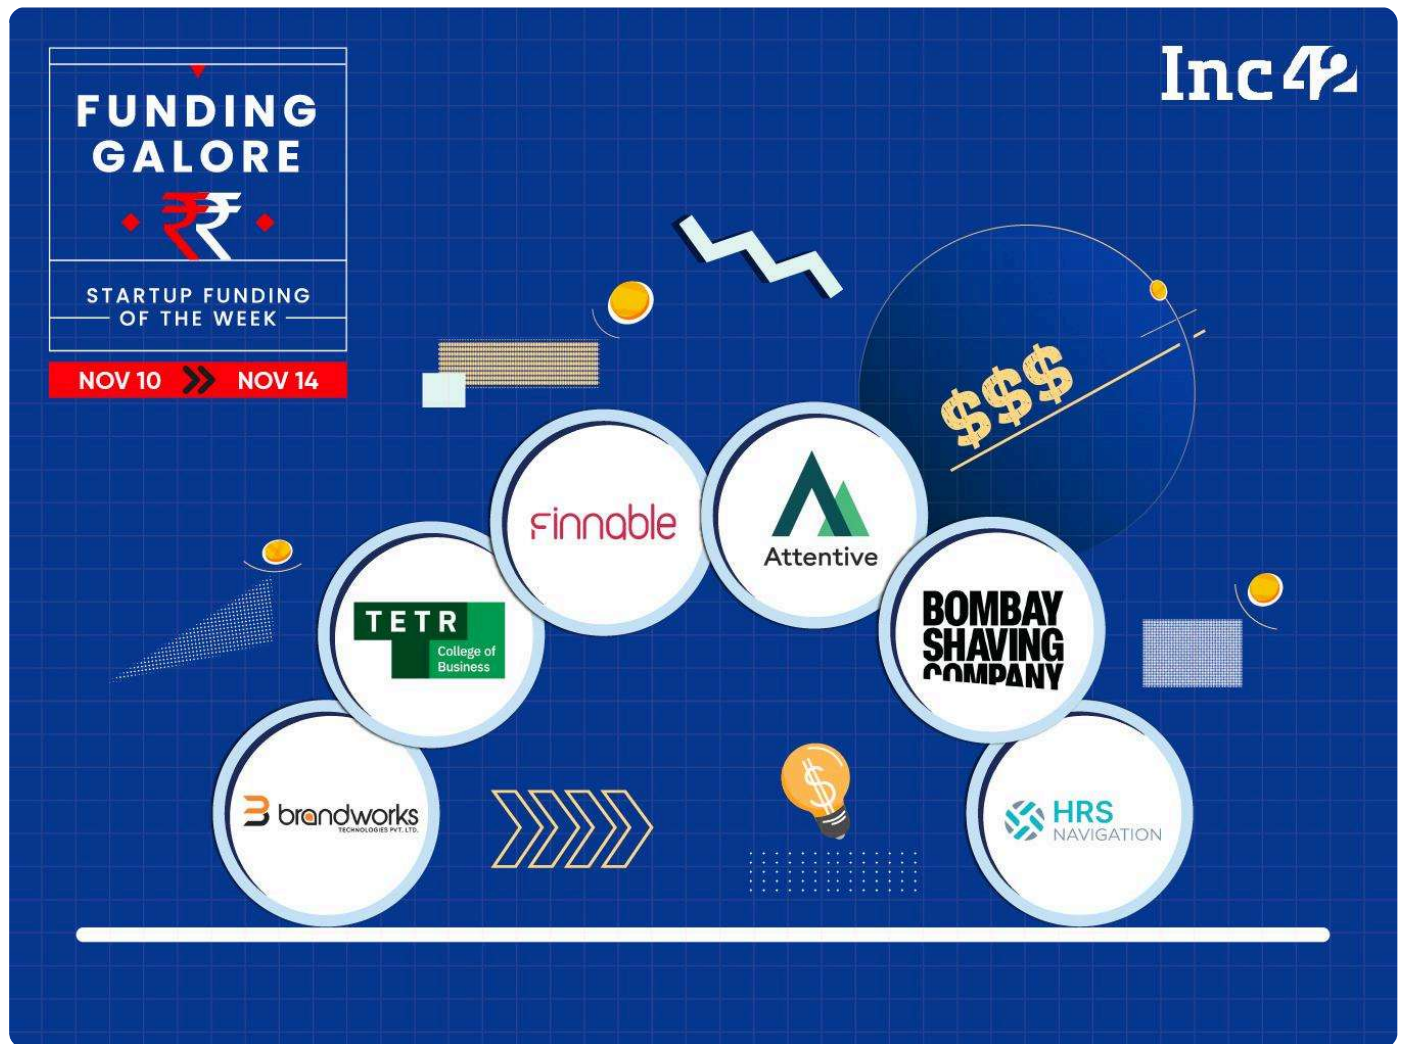 FUNDING
GALORE
₹₹
STARTUP FUNDING
OF THE WEEK
NOV 10 >> NOV 14
Inc42
$$$
Finnable
Attentive
TETR
College of
Business
BOMBAY
SHAVING
COMPANY
brandworks
TECHNOLOGIES PVT. LTD.
$
HRS
NAVIGATION